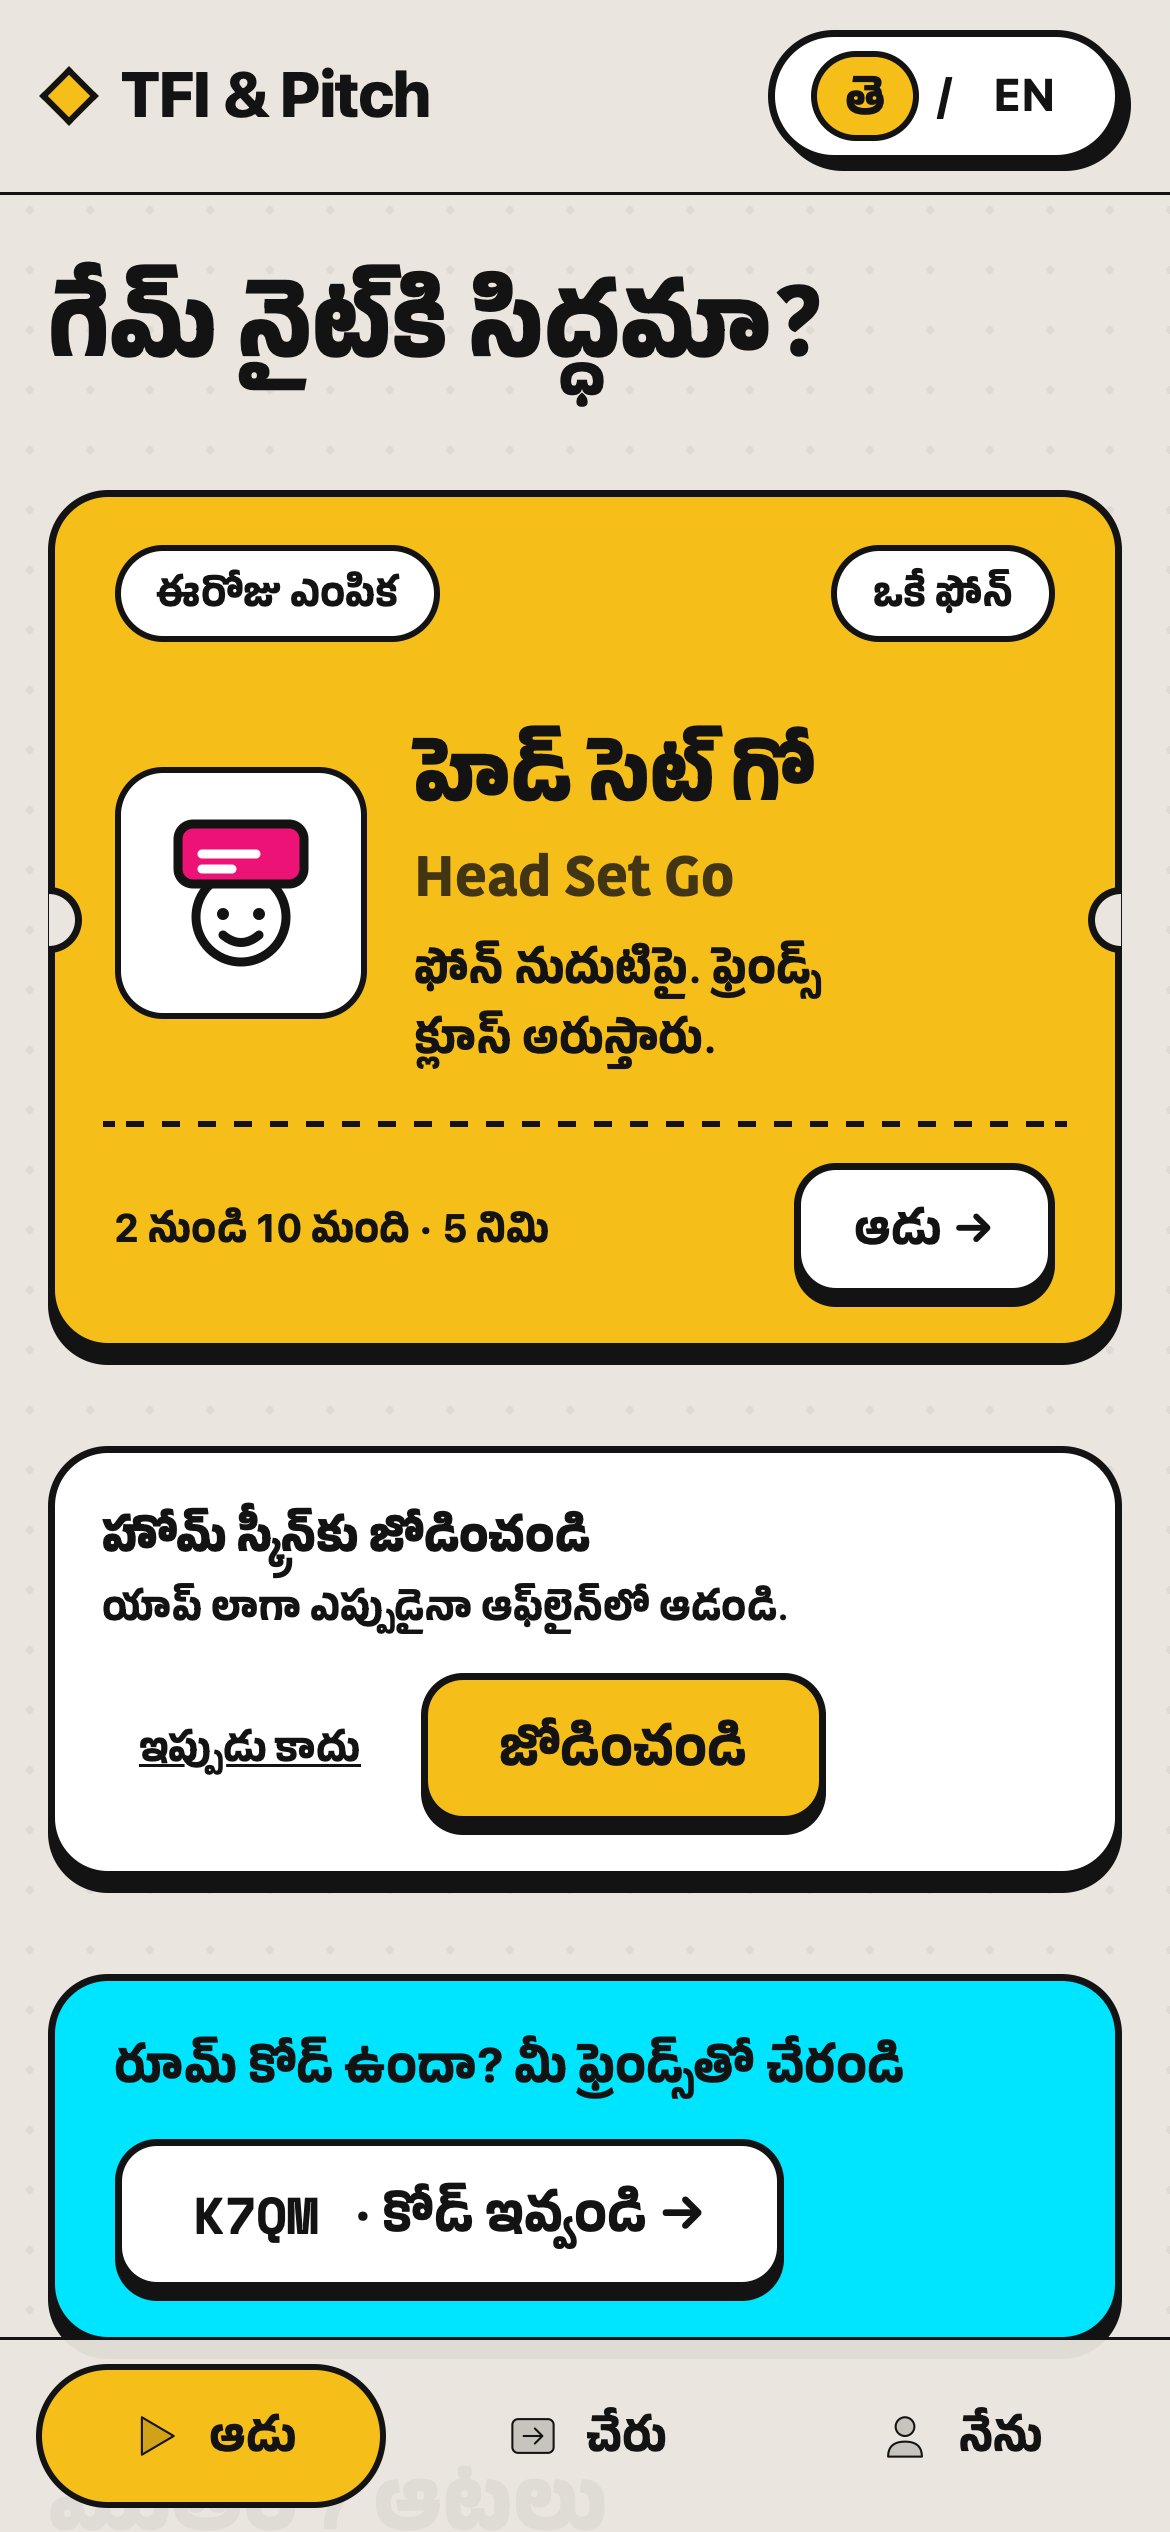 TFI & Pitch
తె / EN
గేమ్ నైట్‌కి సిద్ధమా?
ఈరోజు ఎంపిక
ఒకే ఫోన్
హెడ్ సెట్ గో
Head Set Go
ఫోన్ నుదుటిపై. ఫ్రెండ్స్
క్లూస్ అరుస్తారు.
2 నుండి 10 మంది · 5 నిమి
ఆడు →
హోమ్ స్క్రీన్‌కు జోడించండి
యాప్ లాగా ఎప్పుడైనా ఆఫ్‌లైన్‌లో ఆడండి.
ఇప్పుడు కాదు
జోడించండి
రూమ్ కోడ్ ఉందా? మీ ఫ్రెండ్స్‌తో చేరండి
K7QM · కోడ్ ఇవ్వండి →
ఆడు
చేరు
నేను
ఆటలు